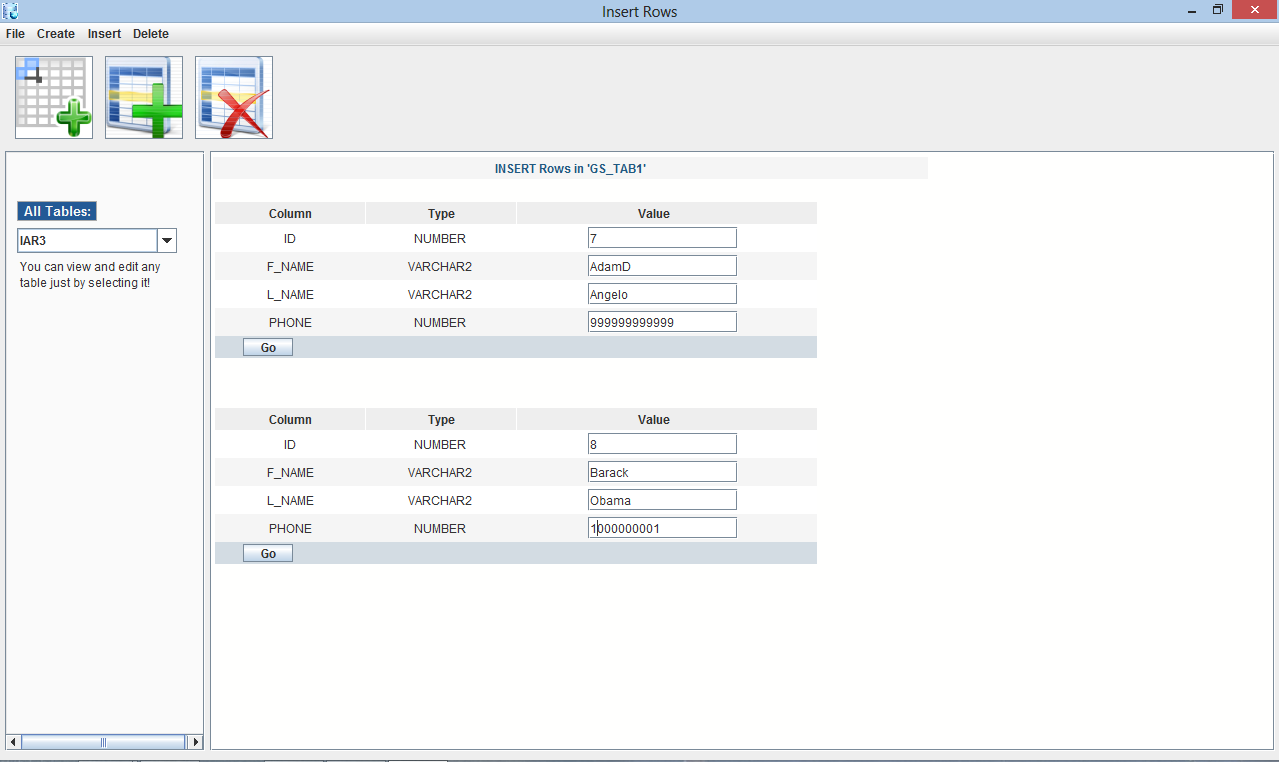 Insert Rows
File Create Insert Delete
INSERT Rows in 'GS_TAB1'
All Tables:
IAR3
You can view and edit any
table just by selecting it!
Column Type Value
ID NUMBER 7
F_NAME VARCHAR2 AdamD
L_NAME VARCHAR2 Angelo
PHONE NUMBER 999999999999
Go
Column Type Value
ID NUMBER 8
F_NAME VARCHAR2 Barack
L_NAME VARCHAR2 Obama
PHONE NUMBER 1000000001
Go